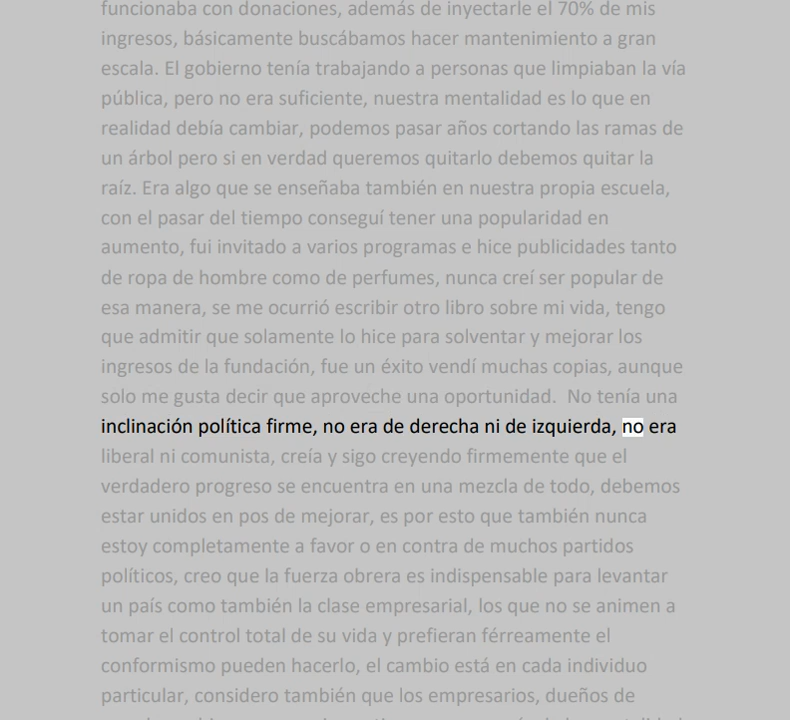 funcionaba con donaciones, además de inyectarle el 70% de mis
ingresos, básicamente buscábamos hacer mantenimiento a gran
escala. El gobierno tenía trabajando a personas que limpiaban la vía
pública, pero no era suficiente, nuestra mentalidad es lo que en
realidad debía cambiar, podemos pasar años cortando las ramas de
un árbol pero si en verdad queremos quitarlo debemos quitar la
raíz. Era algo que se enseñaba también en nuestra propia escuela,
con el pasar del tiempo conseguí tener una popularidad en
aumento, fui invitado a varios programas e hice publicidades tanto
de ropa de hombre como de perfumes, nunca creí ser popular de
esa manera, se me ocurrió escribir otro libro sobre mi vida, tengo
que admitir que solamente lo hice para solventar y mejorar los
ingresos de la fundación, fue un éxito vendí muchas copias, aunque
solo me gusta decir que aproveche una oportunidad. No tenía una
inclinación política firme, no era de derecha ni de izquierda, no era
liberal ni comunista, creía y sigo creyendo firmemente que el
verdadero progreso se encuentra en una mezcla de todo, debemos
estar unidos en pos de mejorar, es por esto que también nunca
estoy completamente a favor o en contra de muchos partidos
políticos, creo que la fuerza obrera es indispensable para levantar
un país como también la clase empresarial, los que no se animen a
tomar el control total de su vida y prefieran férreamente el
conformismo pueden hacerlo, el cambio está en cada individuo
particular, considero también que los empresarios, dueños de